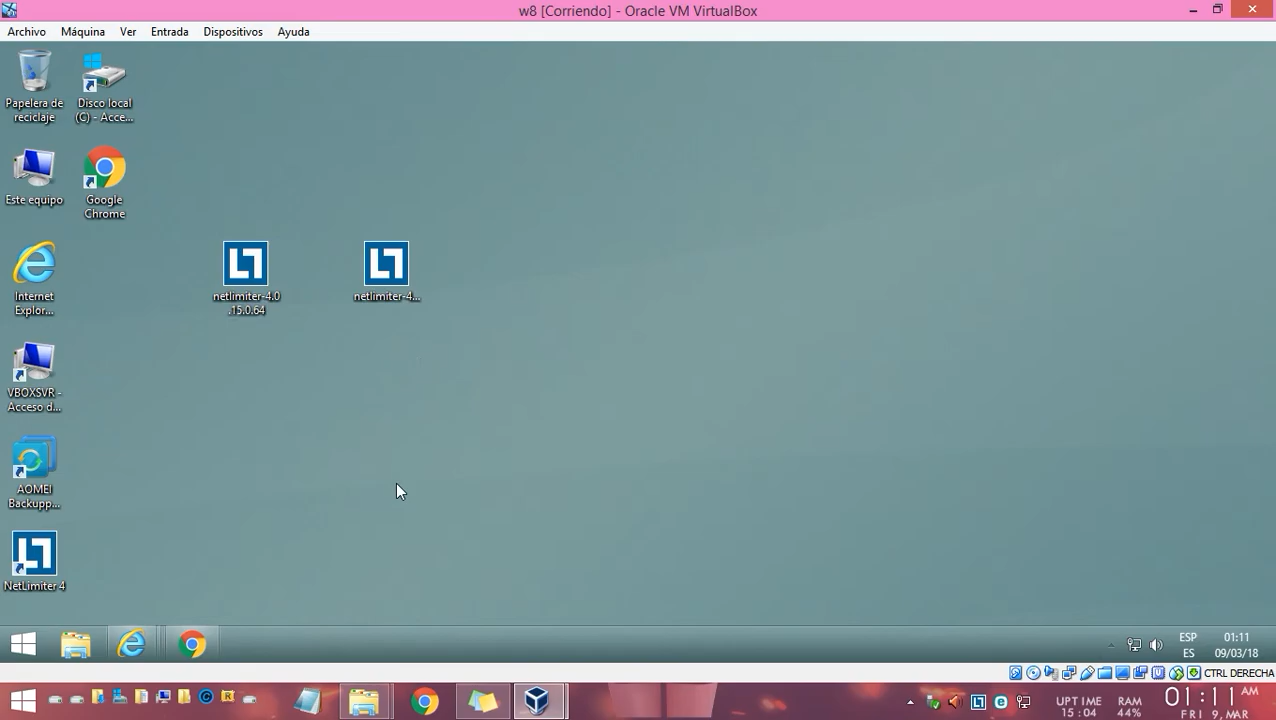 w8 [Corriendo] - Oracle VM VirtualBox
Archivo Máquina Ver Entrada Dispositivos Ayuda
Papelera de
reciclaje
Disco local
(C) - Acce...
Este equipo
Google
Chrome
Internet
Explor...
netlimiter-4.0
.15.0.64
netlimiter-4...
VBOXSVR -
Acceso d...
AOMEI
Backupp...
NetLimiter 4
ESP
ES
01:11
09/03/18
CTRL DERECHA
UPTIME
15:04
RAM
44%
01:11 AM
FRI 9, MAR